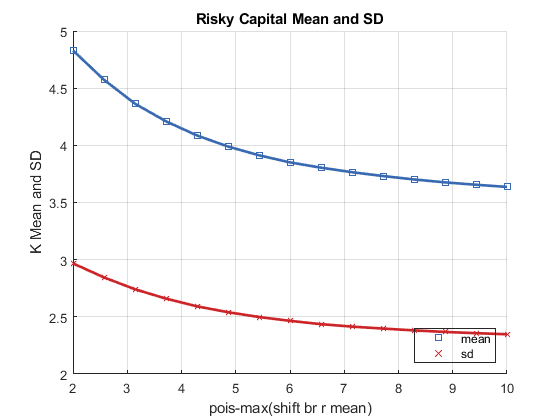 Risky Capital Mean and SD
5
4.5
4
3.5
3
2.5
2
K Mean and SD
mean
sd
2 3 4 5 6 7 8 9 10
pois-max(shift br r mean)